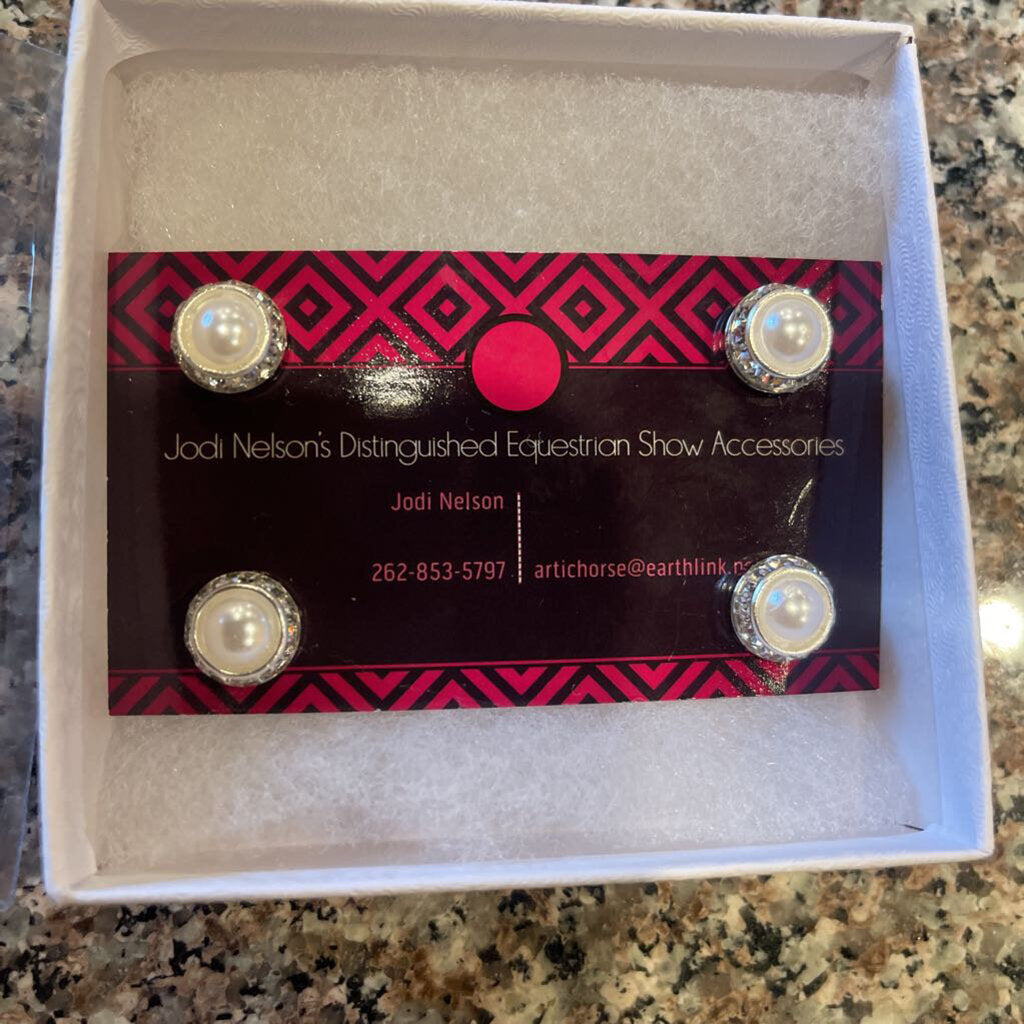 Jodi Nelson's Distinguished Equestrian Show Accessories
Jodi Nelson
262-853-5797
artichorse@earthlink.n